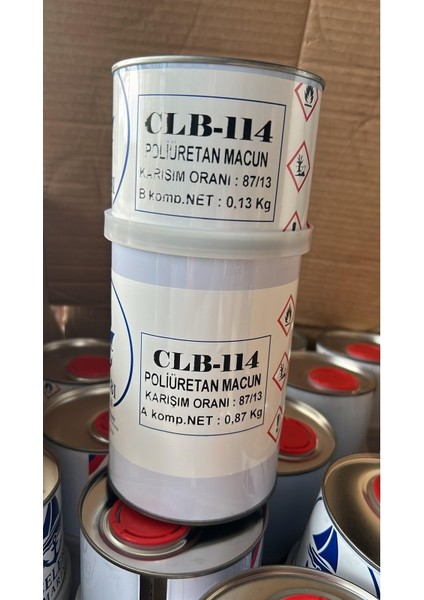 CLB-114
POLİÜRETAN MACUN
KARIŞIM ORANI : 87/13
B komp.NET : 0,13 Kg
CLB-114
POLİÜRETAN MACUN
KARIŞIM ORANI : 87/13
A komp.NET : 0,87 Kg